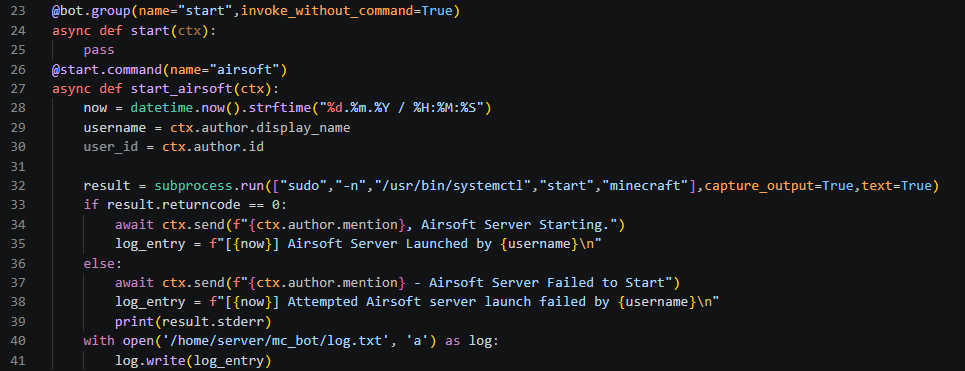 23 @bot.group(name="start",invoke_without_command=True)
24 async def start(ctx):
25     pass
26 @start.command(name="airsoft")
27 async def start_airsoft(ctx):
28     now = datetime.now().strftime("%d.%m.%Y / %H:%M:%S")
29     username = ctx.author.display_name
30     user_id = ctx.author.id
31
32     result = subprocess.run(["sudo","-n","/usr/bin/systemctl","start","minecraft"],capture_output=True,text=True)
33     if result.returncode == 0:
34         await ctx.send(f"{ctx.author.mention}, Airsoft Server Starting.")
35         log_entry = f"[{now}] Airsoft Server Launched by {username}\n"
36     else:
37         await ctx.send(f"{ctx.author.mention} - Airsoft Server Failed to Start")
38         log_entry = f"[{now}] Attempted Airsoft server launch failed by {username}\n"
39         print(result.stderr)
40     with open('/home/server/mc_bot/log.txt', 'a') as log:
41         log.write(log_entry)